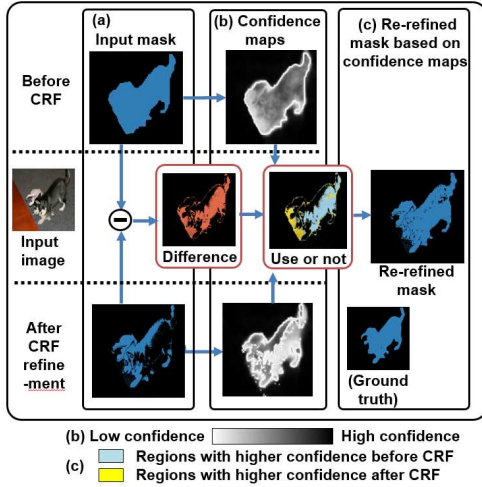 (a)
Input mask
(b) Confidence
maps
(c) Re-refined
mask based on
confidence maps
Before
CRF
Input
image
Difference
Use or not
Re-refined
mask
After
CRF
refine
-ment
(Ground
truth)
(b) Low confidence
High confidence
(c)
Regions with higher confidence before CRF
Regions with higher confidence after CRF